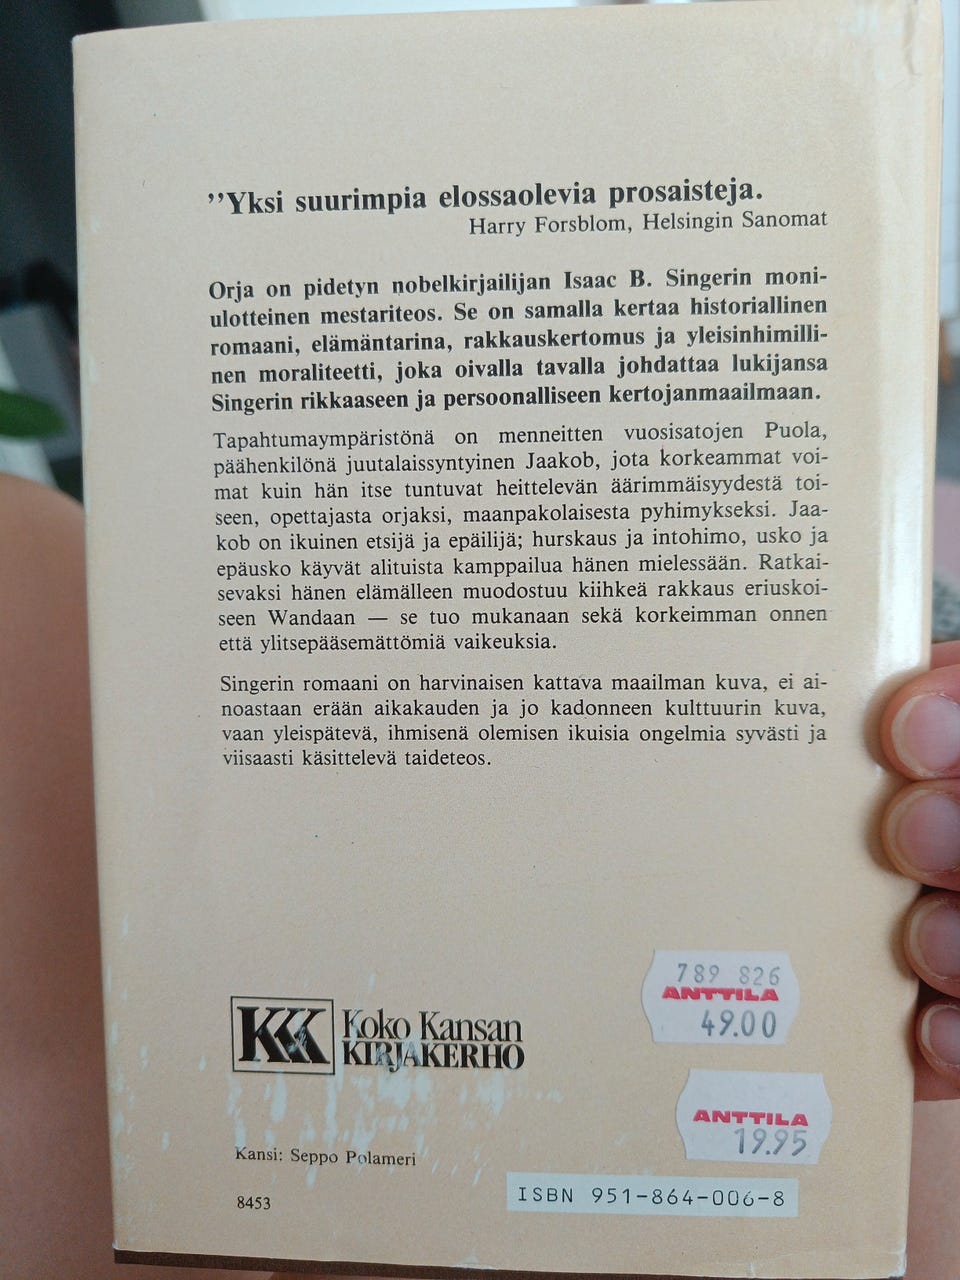 ”Yksi suurimpia elossaolevia prosaisteja.
Harry Forsblom, Helsingin Sanomat
Orja on pidetyn nobelkirjailijan Isaac B. Singerin moni-
ulotteinen mestariteos. Se on samalla kertaa historiallinen
romaani, elämäntarina, rakkauskertomus ja yleisinhimilli-
nen moraliteetti, joka oivalla tavalla johdattaa lukijansa
Singerin rikkaaseen ja persoonalliseen kertojanmaailmaan.
Tapahtumaympäristönä on menneitten vuosisatojen Puola,
päähenkilönä juutalaissyntyinen Jaakob, jota korkeammat voi-
mat kuin hän itse tuntuvat heittelevän äärimmäisyydestä toi-
seen, opettajasta orjaksi, maanpakolaisesta pyhimykseksi. Jaa-
kob on ikuinen etsijä ja epäilijä; hurskaus ja intohimo, usko ja
epäusko käyvät alituista kamppailua hänen mielessään. Ratkai-
sevaksi hänen elämälleen muodostuu kiihkeä rakkaus eriuskoi-
seen Wandaan — se tuo mukanaan sekä korkeimman onnen
että ylitsepääsemättömiä vaikeuksia.
Singerin romaani on harvinaisen kattava maailman kuva, ei ai-
noastaan erään aikakauden ja jo kadonneen kulttuurin kuva,
vaan yleispätevä, ihmisenä olemisen ikuisia ongelmia syvästi ja
viisaasti käsittelevä taideteos.
789 826
ANTTILA
49.00
KKK Koko Kansan
KIRJAKERHO
ANTTILA
19.95
Kansi: Seppo Polameri
ISBN 951-864-006-8
8453